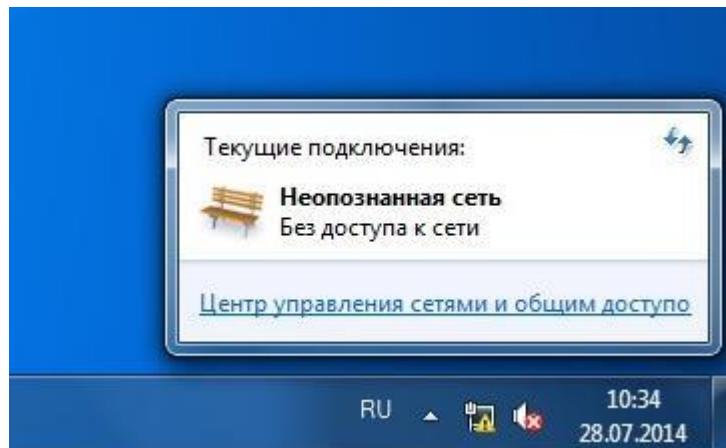 Текущие подключения:
Неопознанная сеть
Без доступа к сети
Центр управления сетями и общим доступо
RU
10:34
28.07.2014